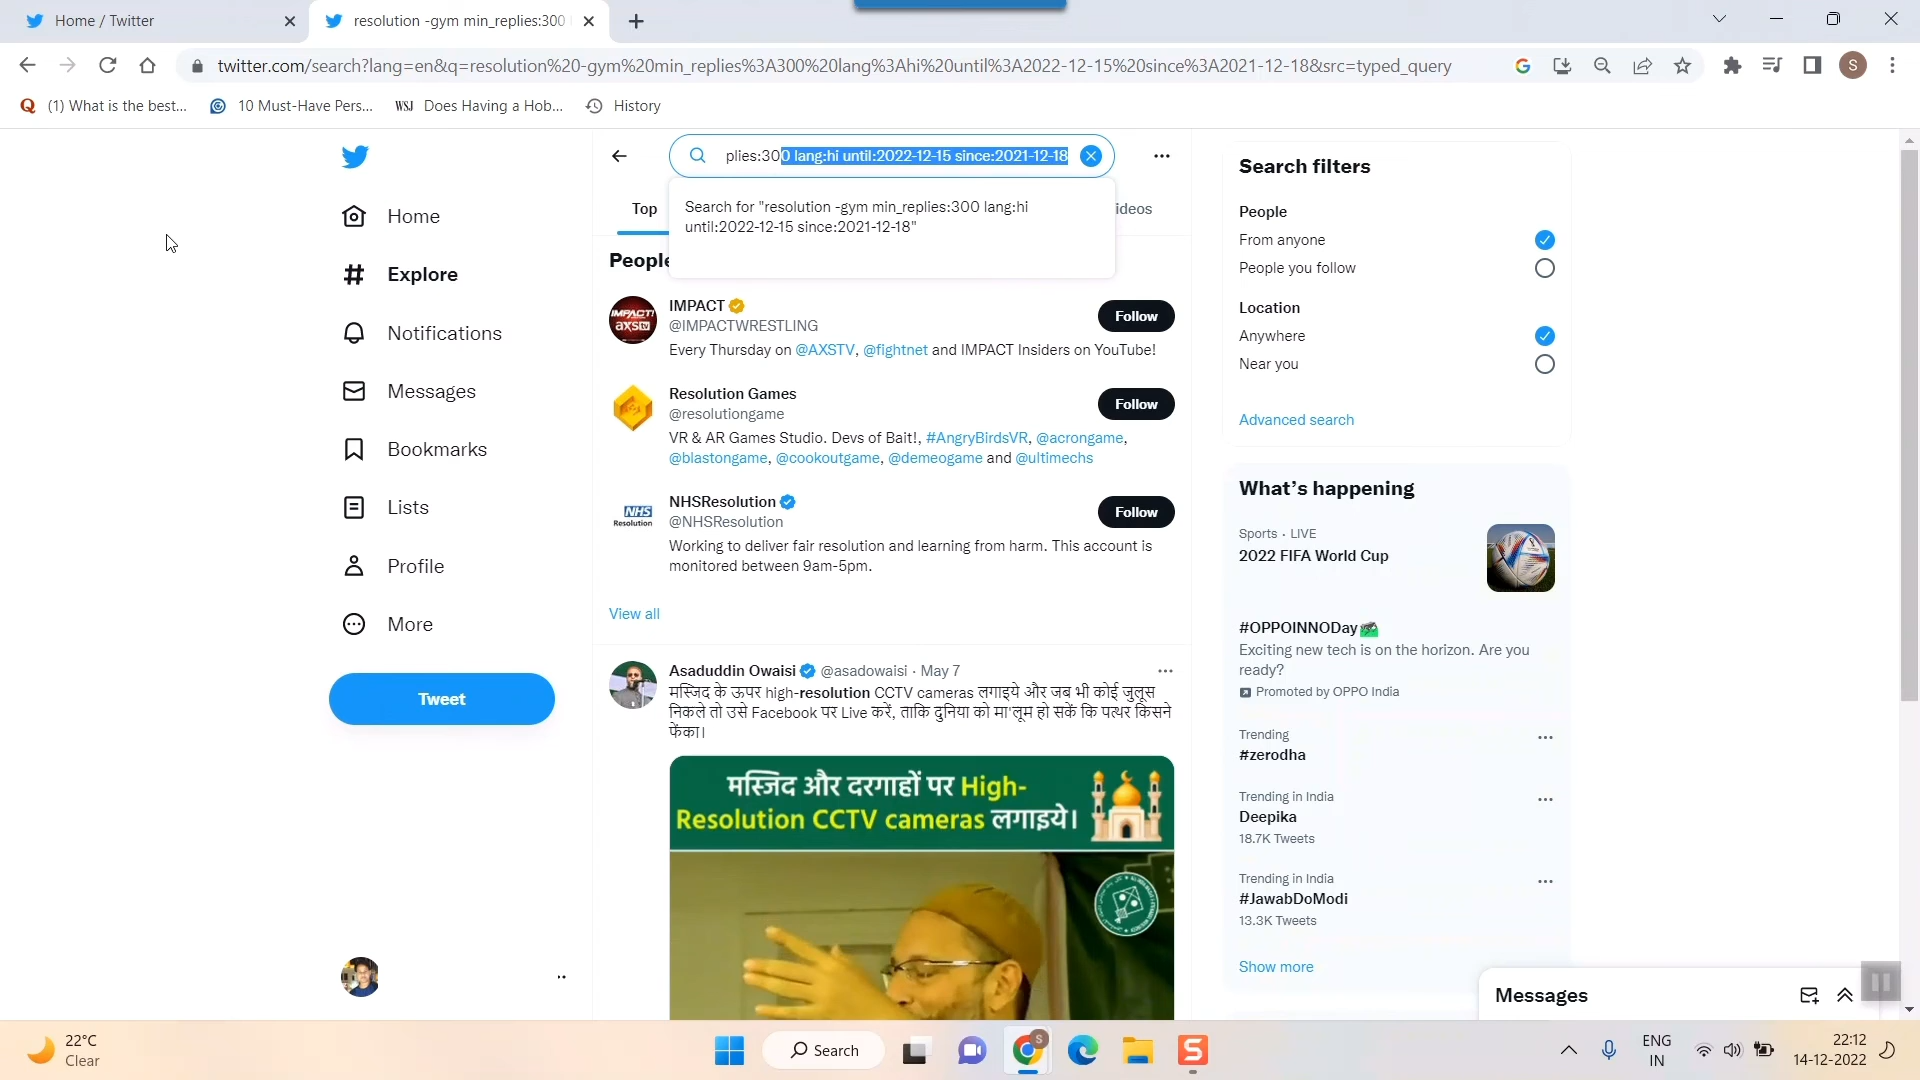 Home / Twitter
resolution -gym min_replies:300
twitter.com/search?lang=en&q=resolution%20-gym%20min_replies%3A300%20lang%3Ahi%20until%3A2022-12-15%20since%3A2021-12-18&src=typed_query
S
(1) What is the best...
10 Must-Have Pers...
WSJ Does Having a Hob...
History
plies:300 lang:hi until:2022-12-15 since:2021-12-18
Search for "resolution -gym min_replies:300 lang:hi
until:2022-12-15 since:2021-12-18"
Top
ideos
Home
Explore
Notifications
Messages
Bookmarks
Lists
Profile
More
Tweet
People
IMPACT
@IMPACTWRESTLING
Follow
Every Thursday on @AXSTV, @fightnet and IMPACT Insiders on YouTube!
IMPACT!
axstv
Resolution Games
@resolutiongame
Follow
VR & AR Games Studio. Devs of Bait!, #AngryBirdsVR, @acrongame,
@blastongame, @cookoutgame, @demeogame and @ultimechs
NHSResolution
@NHSResolution
Follow
Working to deliver fair resolution and learning from harm. This account is
monitored between 9am-5pm.
NHS
Resolution
View all
Asaduddin Owaisi @asadowaisi · May 7
मस्जिद के ऊपर high-resolution CCTV cameras लगाइये और जब भी कोई जुलूस
निकले तो उसे Facebook पर Live करें, ताकि दुनिया को मा'लूम हो सकें कि पत्थर किसने
फेंका।
मस्जिद और दरगाहों पर High-
Resolution CCTV cameras लगाइये।
Search filters
People
From anyone
People you follow
Location
Anywhere
Near you
Advanced search
What's happening
Sports · LIVE
2022 FIFA World Cup
#OPPOINNODay
Exciting new tech is on the horizon. Are you
ready?
Promoted by OPPO India
Trending
#zerodha
Trending in India
Deepika
18.7K Tweets
Trending in India
#JawabDoModi
13.3K Tweets
Show more
Messages
22°C
Clear
Search
S
S
ENG
IN
22:12
14-12-2022